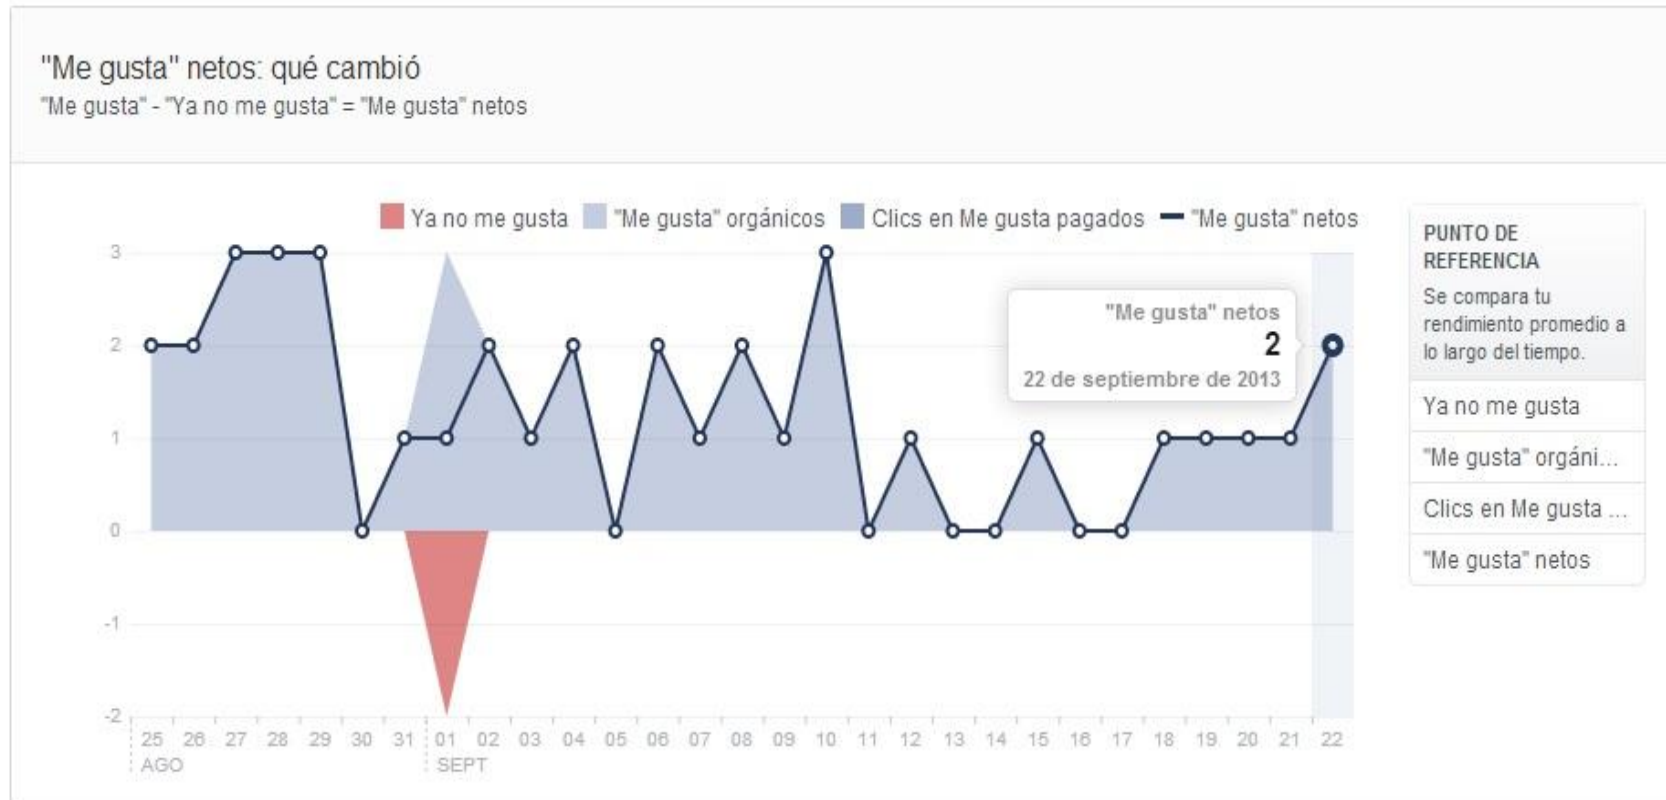 "Me gusta" netos: qué cambió
"Me gusta" - "Ya no me gusta" = "Me gusta" netos
Ya no me gusta "Me gusta" orgánicos Clics en Me gusta pagados "Me gusta" netos
3
2
1
0
-1
-2
"Me gusta" netos
2
22 de septiembre de 2013
25 26 27 28 29 30 31 01 02 03 04 05 06 07 08 09 10 11 12 13 14 15 16 17 18 19 20 21 22
AGO SEPT
PUNTO DE
REFERENCIA
Se compara tu
rendimiento promedio a
lo largo del tiempo.
Ya no me gusta
"Me gusta" orgáni...
Clics en Me gusta ...
"Me gusta" netos